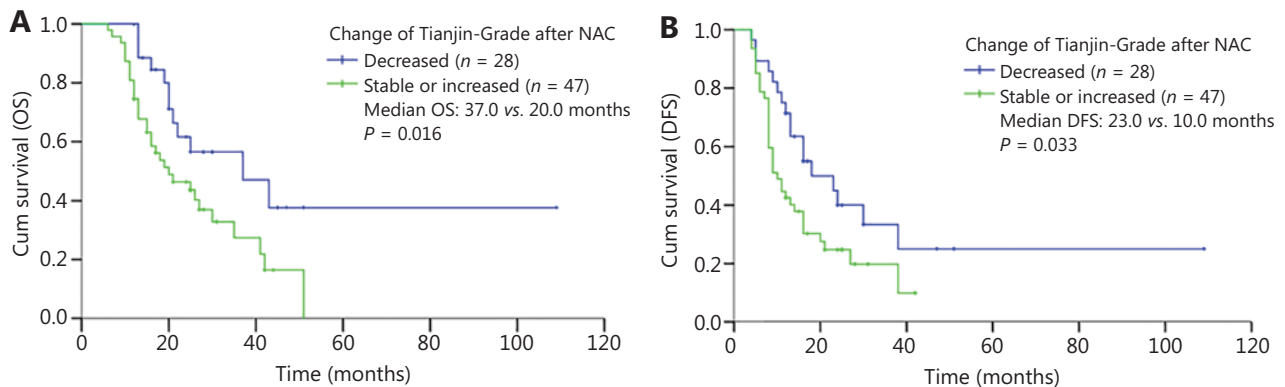 A
Change of Tianjin-Grade after NAC
Decreased (n = 28)
Stable or increased (n = 47)
Median OS: 37.0 vs. 20.0 months
P = 0.016
Cum survival (OS)
1.0
0.8
0.6
0.4
0.2
0.0
0 20 40 60 80 100 120
Time (months)
B
Change of Tianjin-Grade after NAC
Decreased (n = 28)
Stable or increased (n = 47)
Median DFS: 23.0 vs. 10.0 months
P = 0.033
Cum survival (DFS)
1.0
0.8
0.6
0.4
0.2
0.0
0 20 40 60 80 100 120
Time (months)